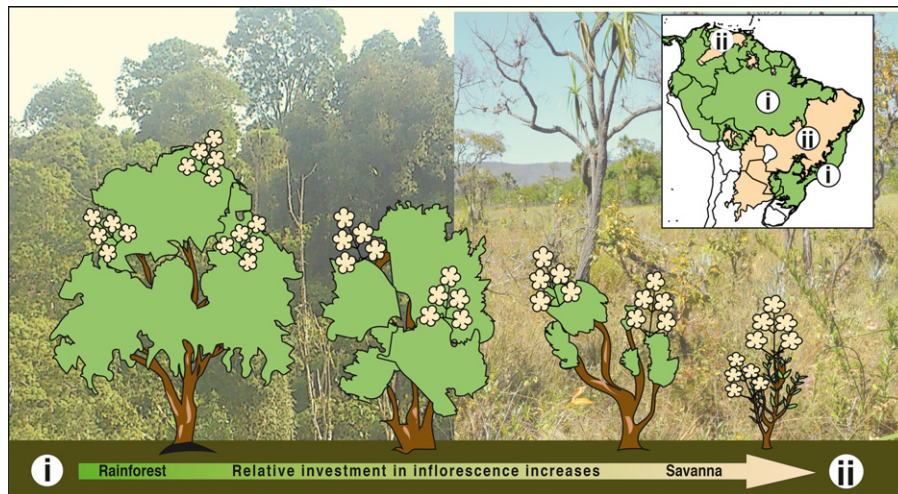 ii
i
ii
i
i Rainforest Relative investment in inflorescence increases Savanna ii